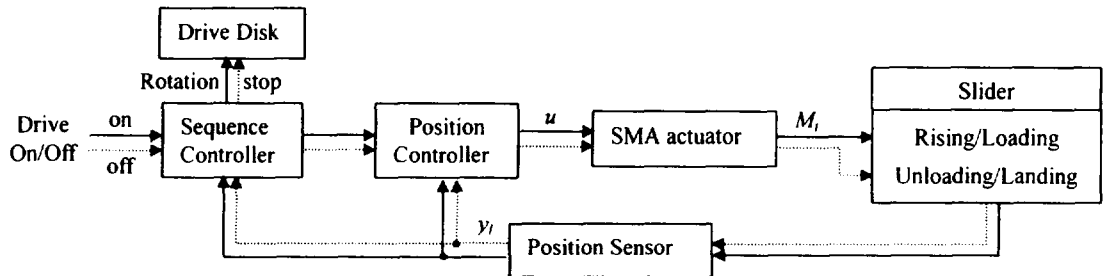 Drive Disk
Rotation
stop
Drive
On/Off
on
off
Sequence
Controller
Position
Controller
u
SMA actuator
M_t
Slider
Rising/Loading
Unloading/Landing
y_l
Position Sensor